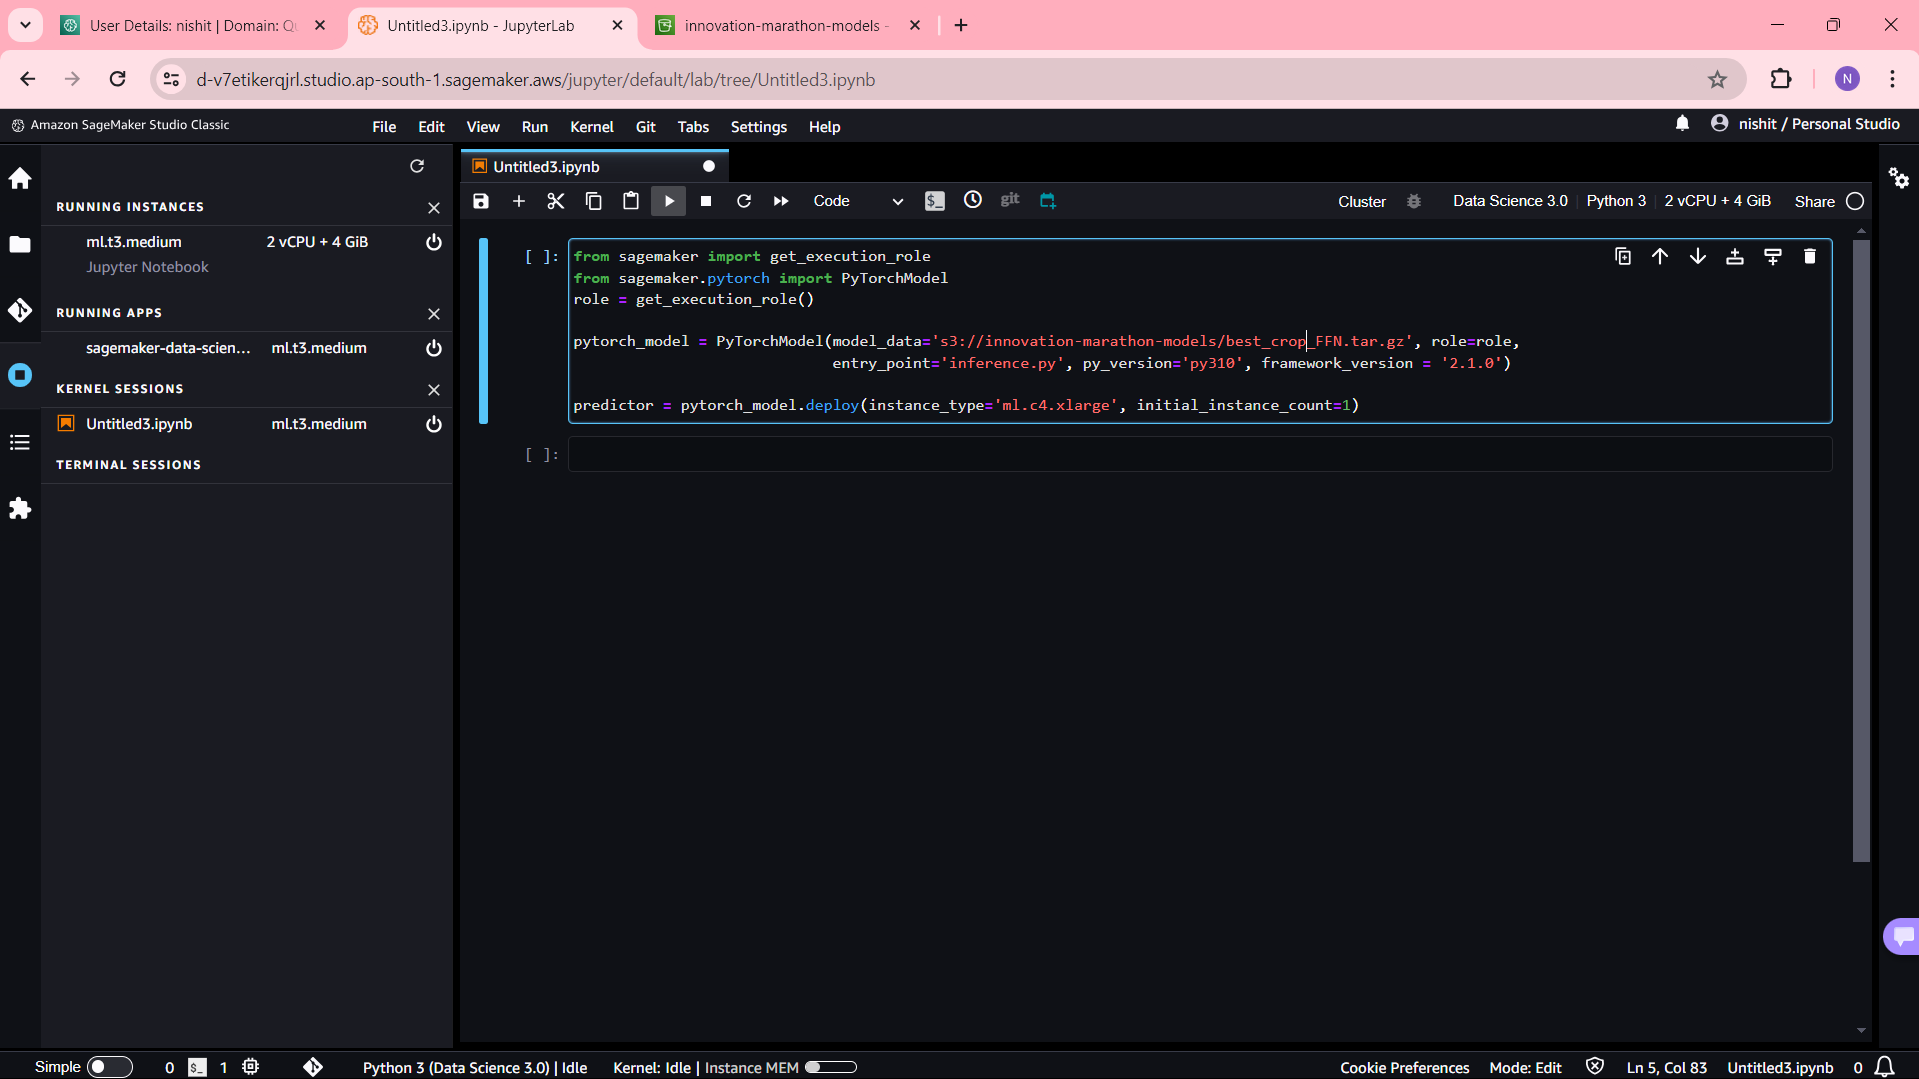 User Details: nishit | Domain: Qu
Untitled3.ipynb - JupyterLab
innovation-marathon-models -
d-v7etikerqjrl.studio.ap-south-1.sagemaker.aws/jupyter/default/lab/tree/Untitled3.ipynb
N
Amazon SageMaker Studio Classic
File Edit View Run Kernel Git Tabs Settings Help
nishit / Personal Studio
Untitled3.ipynb
Code
git
Cluster
Data Science 3.0 | Python 3 | 2 vCPU + 4 GiB
Share
RUNNING INSTANCES
ml.t3.medium 2 vCPU + 4 GiB
Jupyter Notebook
RUNNING APPS
sagemaker-data-scien... ml.t3.medium
KERNEL SESSIONS
Untitled3.ipynb ml.t3.medium
TERMINAL SESSIONS
[ ]: from sagemaker import get_execution_role
from sagemaker.pytorch import PyTorchModel
role = get_execution_role()
pytorch_model = PyTorchModel(model_data='s3://innovation-marathon-models/best_crop_FFN.tar.gz', role=role,
entry_point='inference.py', py_version='py310', framework_version = '2.1.0')
predictor = pytorch_model.deploy(instance_type='ml.c4.xlarge', initial_instance_count=1)
[ ]:
Simple 0 $_ 1 Python 3 (Data Science 3.0) | Idle Kernel: Idle | Instance MEM Cookie Preferences Mode: Edit Ln 5, Col 83 Untitled3.ipynb 0